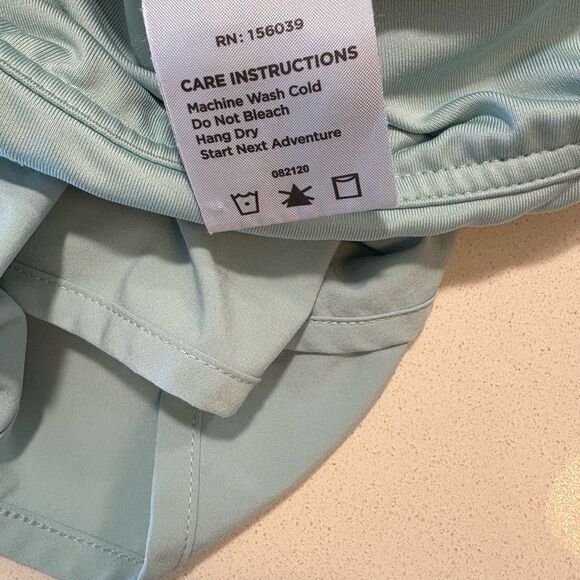 RN: 156039
CARE INSTRUCTIONS
Machine Wash Cold
Do Not Bleach
Hang Dry
Start Next Adventure
082120